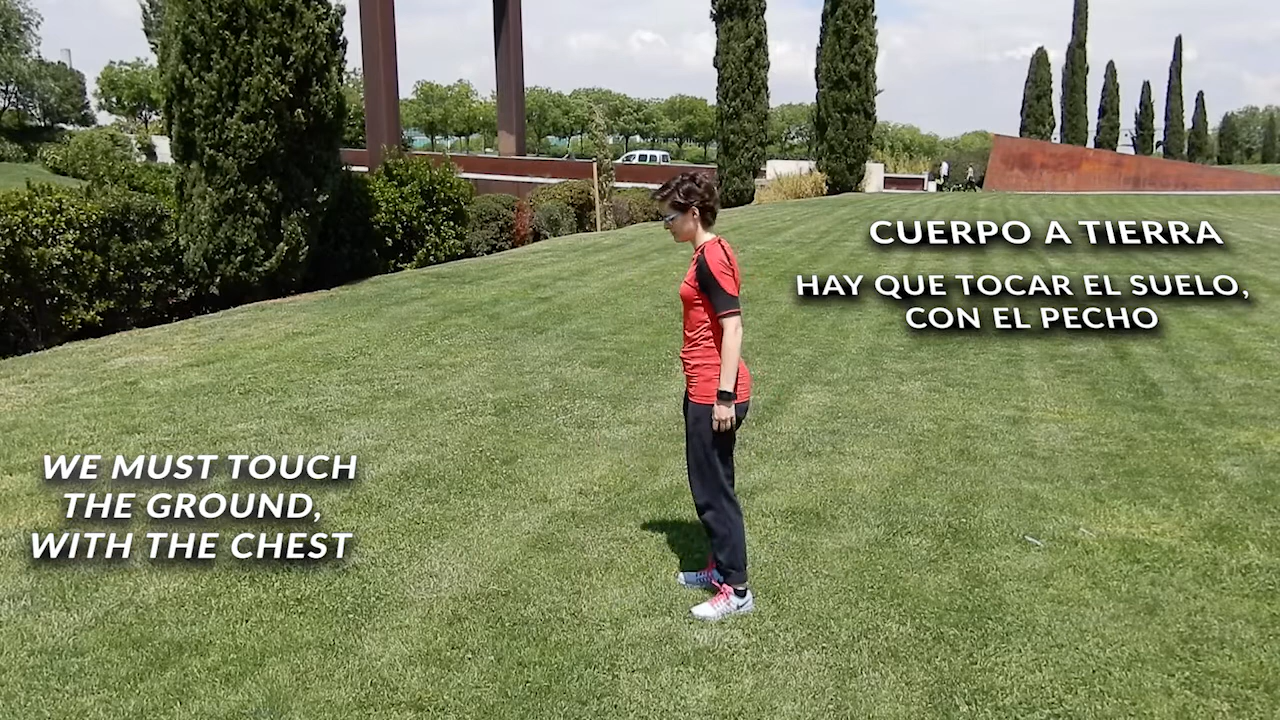 CUERPO A TIERRA
HAY QUE TOCAR EL SUELO,
CON EL PECHO
WE MUST TOUCH
THE GROUND,
WITH THE CHEST